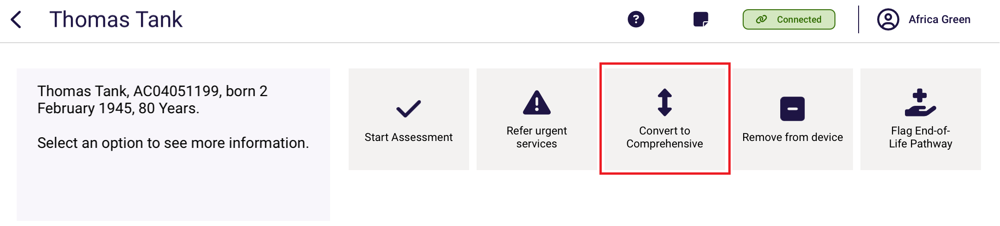 Thomas Tank
Connected
Africa Green
Thomas Tank, AC04051199, born 2
February 1945, 80 Years.
Select an option to see more information.
Start Assessment
Refer urgent
services
Convert to
Comprehensive
Remove from device
Flag End-of-
Life Pathway